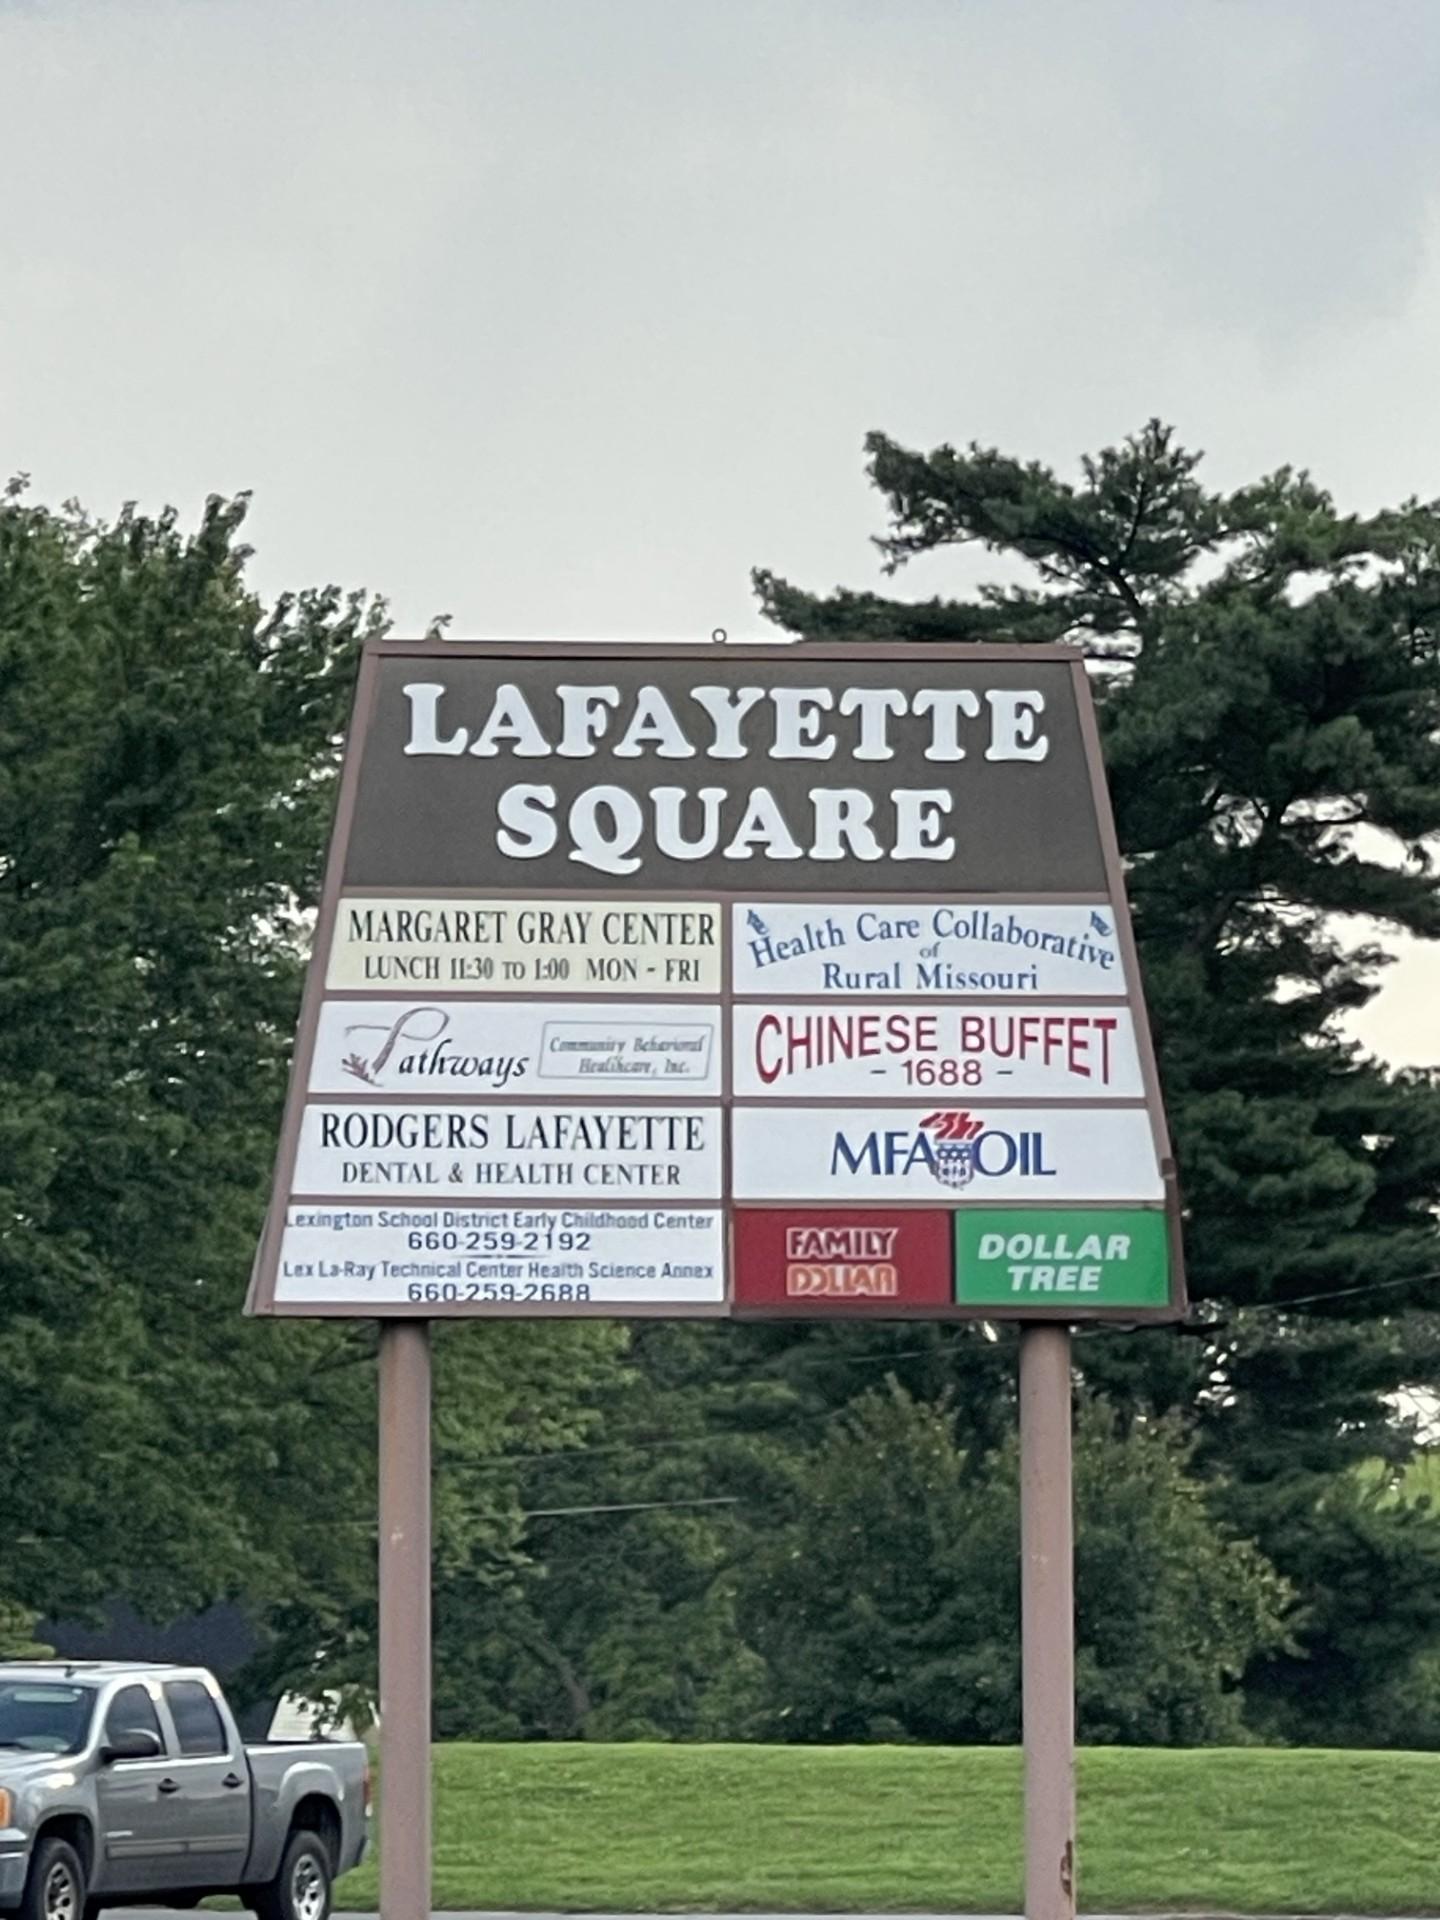 LAFAYETTE
SQUARE
MARGARET GRAY CENTER
LUNCH 11:30 TO 1:00 MON - FRI
Health Care Collaborative
of
Rural Missouri
Pathways
Community Behavioral
Healthcare, Inc.
CHINESE BUFFET
- 1688 -
RODGERS LAFAYETTE
DENTAL & HEALTH CENTER
MFA OIL
Lexington School District Early Childhood Center
660-259-2192
Lex La-Ray Technical Center Health Science Annex
660-259-2688
FAMILY
DOLLAR
DOLLAR
TREE